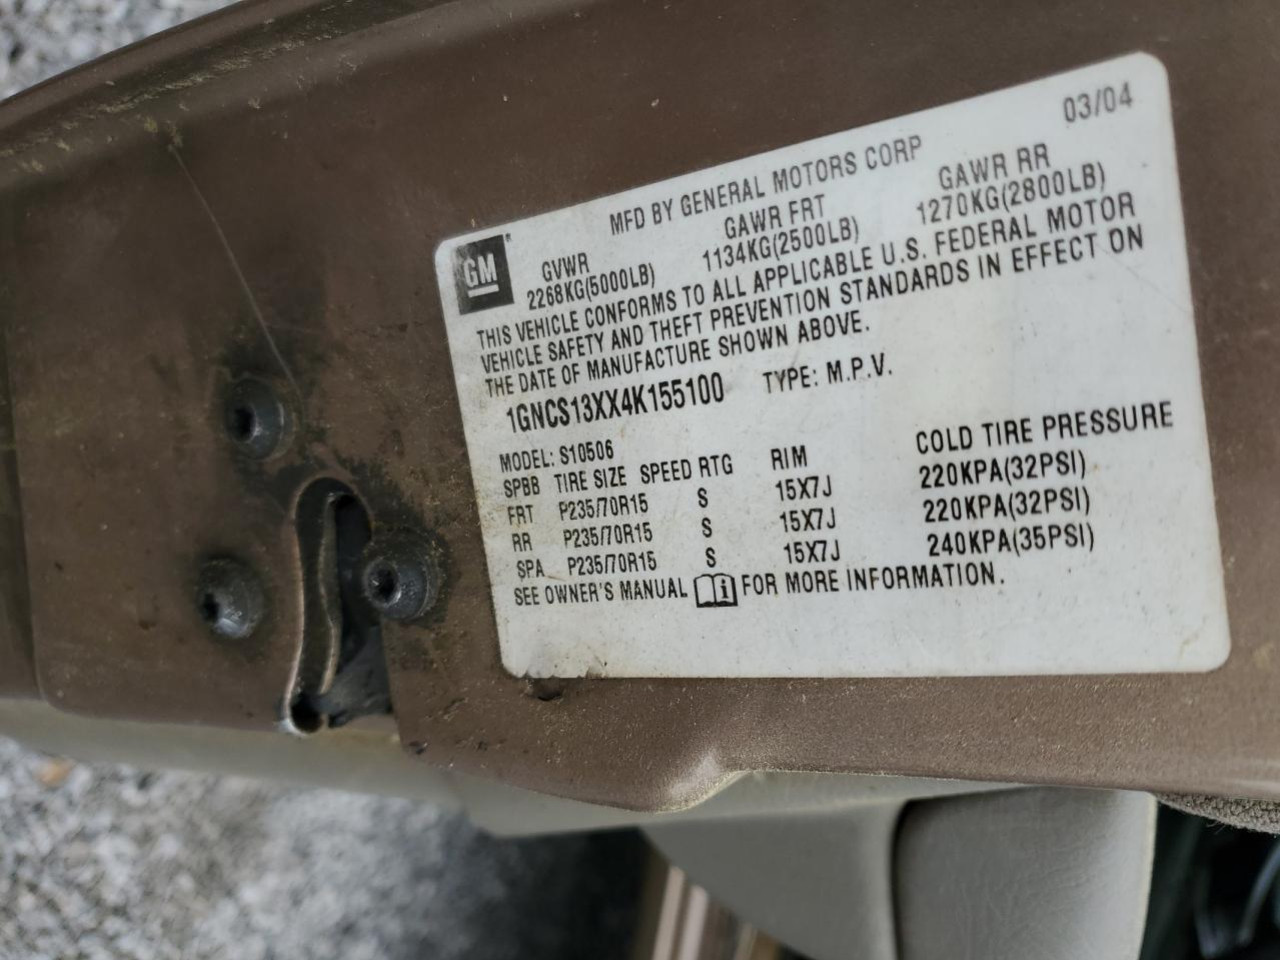 03/04
MFD BY GENERAL MOTORS CORP
GM
GVWR GAWR FRT GAWR RR
2268KG(5000LB) 1134KG(2500LB) 1270KG(2800LB)
THIS VEHICLE CONFORMS TO ALL APPLICABLE U.S. FEDERAL MOTOR
VEHICLE SAFETY AND THEFT PREVENTION STANDARDS IN EFFECT ON
THE DATE OF MANUFACTURE SHOWN ABOVE.
1GNCS13XX4K155100 TYPE: M.P.V.
MODEL: S10506
SPBB TIRE SIZE SPEED RTG RIM COLD TIRE PRESSURE
FRT P235/70R15 S 15X7J 220KPA(32PSI)
RR P235/70R15 S 15X7J 220KPA(32PSI)
SPA P235/70R15 S 15X7J 240KPA(35PSI)
SEE OWNER'S MANUAL i FOR MORE INFORMATION.